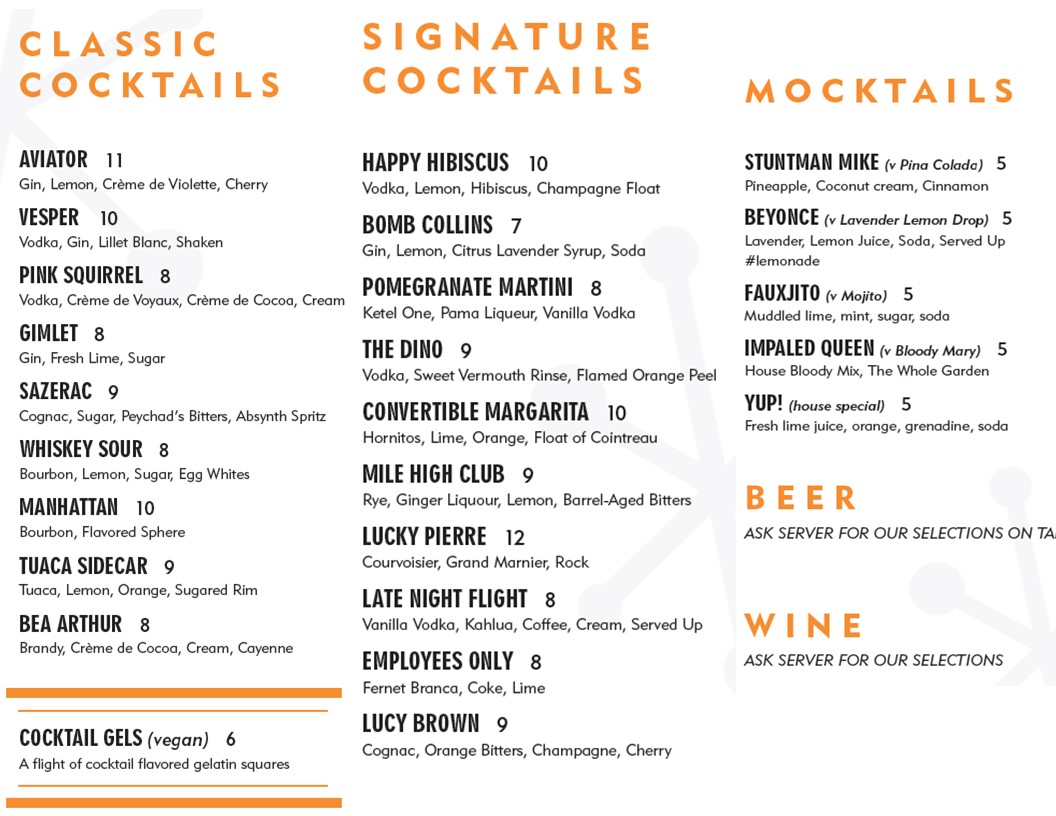 CLASSIC
COCKTAILS
AVIATOR 11
Gin, Lemon, Crème de Violette, Cherry
VESPER 10
Vodka, Gin, Lillet Blanc, Shaken
PINK SQUIRREL 8
Vodka, Crème de Voyaux, Crème de Cocoa, Cream
GIMLET 8
Gin, Fresh Lime, Sugar
SAZERAC 9
Cognac, Sugar, Peychad's Bitters, Absynth Spritz
WHISKEY SOUR 8
Bourbon, Lemon, Sugar, Egg Whites
MANHATTAN 10
Bourbon, Flavored Sphere
TUACA SIDECAR 9
Tuaca, Lemon, Orange, Sugared Rim
BEA ARTHUR 8
Brandy, Crème de Cocoa, Cream, Cayenne
COCKTAIL GELS (vegan) 6
A flight of cocktail flavored gelatin squares
SIGNATURE
COCKTAILS
HAPPY HIBISCUS 10
Vodka, Lemon, Hibiscus, Champagne Float
BOMB COLLINS 7
Gin, Lemon, Citrus Lavender Syrup, Soda
POMEGRANATE MARTINI 8
Ketel One, Pama Liqueur, Vanilla Vodka
THE DINO 9
Vodka, Sweet Vermouth Rinse, Flamed Orange Peel
CONVERTIBLE MARGARITA 10
Hornitos, Lime, Orange, Float of Cointreau
MILE HIGH CLUB 9
Rye, Ginger Liquour, Lemon, Barrel-Aged Bitters
LUCKY PIERRE 12
Courvoisier, Grand Marnier, Rock
LATE NIGHT FLIGHT 8
Vanilla Vodka, Kahlua, Coffee, Cream, Served Up
EMPLOYEES ONLY 8
Fernet Branca, Coke, Lime
LUCY BROWN 9
Cognac, Orange Bitters, Champagne, Cherry
MOCKTAILS
STUNTMAN MIKE (v Pina Colada) 5
Pineapple, Coconut cream, Cinnamon
BEYONCE (v Lavender Lemon Drop) 5
Lavender, Lemon Juice, Soda, Served Up
#lemonade
FAUXJITO (v Mojito) 5
Muddled lime, mint, sugar, soda
IMPALED QUEEN (v Bloody Mary) 5
House Bloody Mix, The Whole Garden
YUP! (house special) 5
Fresh lime juice, orange, grenadine, soda
BEER
ASK SERVER FOR OUR SELECTIONS ON
WINE
ASK SERVER FOR OUR SELECTIONS